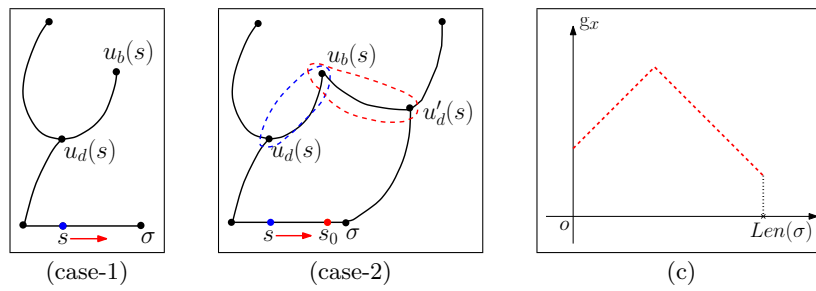 u_b(s)
u_d(s)
s
σ
(case-1)
u_b(s)
u'_d(s)
u_d(s)
s
s_0
σ
(case-2)
g_x
o
Len(σ)
(c)